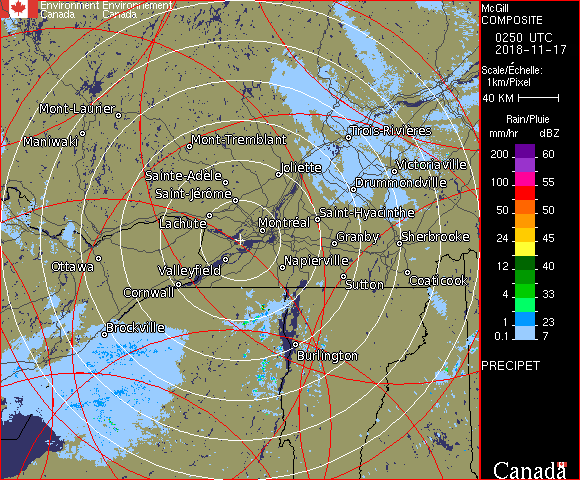 Environment Environnement
Canada Canada
McGill
COMPOSITE
0250 UTC
2018-11-17
Scale/Échelle:
1km/Pixel
40 KM
Rain/Pluie
mm/hr dBZ
200 60
150 57
100 55
50 50
24 45
12 40
4 33
1 23
0.1 7
PRECIPET
Mont-Laurier
Maniwaki
Mont-Tremblant
Trois-Rivières
Joliette
Victoriaville
Sainte-Adèle
Drummondville
Saint-Jérôme
Saint-Hyacinthe
Lachute
Montréal
Granby
Sherbrooke
Ottawa
Valleyfield
Napierville
Cornwall
Sutton
Coaticook
Brockville
Burlington
Canada